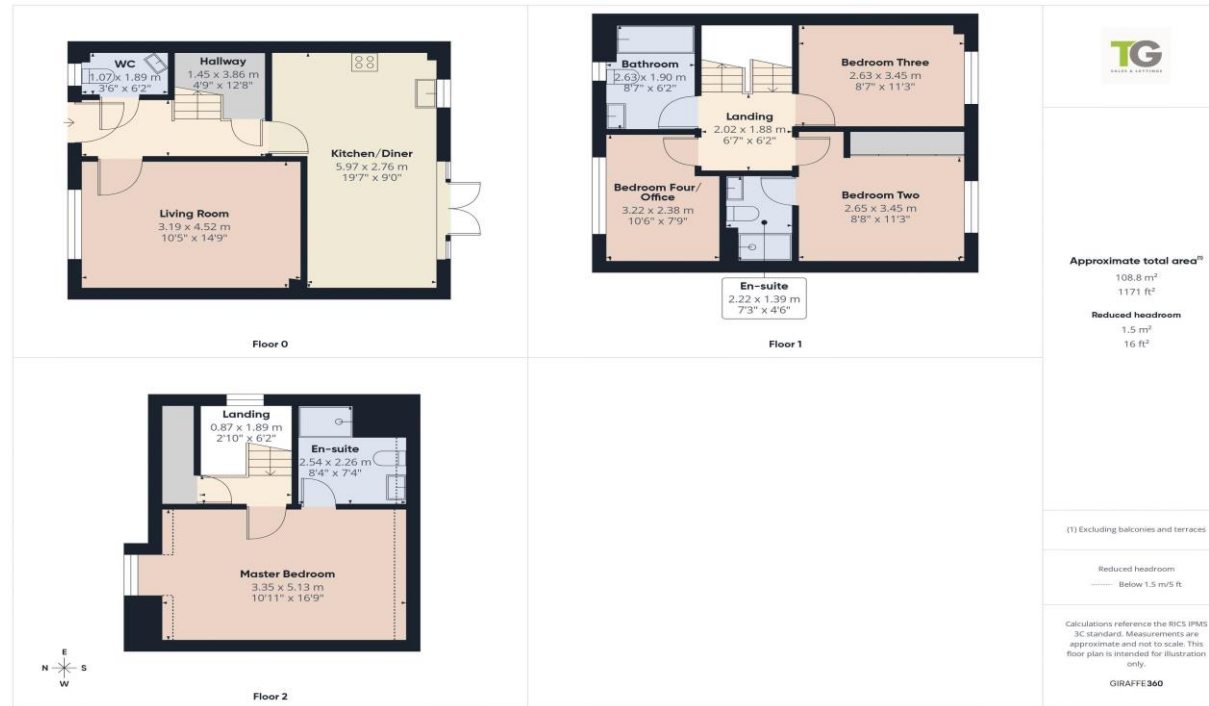 WC
1.07 x 1.89 m
3'6" x 6'2"
Hallway
1.45 x 3.86 m
4'9" x 12'8"
Kitchen/Diner
5.97 x 2.76 m
19'7" x 9'0"
Living Room
3.19 x 4.52 m
10'5" x 14'9"
Floor 0
Bathroom
2.63 x 1.90 m
8'7" x 6'2"
Bedroom Three
2.63 x 3.45 m
8'7" x 11'3"
Landing
2.02 x 1.88 m
6'7" x 6'2"
Bedroom Four/
Office
3.22 x 2.38 m
10'6" x 7'9"
Bedroom Two
2.65 x 3.45 m
8'8" x 11'3"
En-suite
2.22 x 1.39 m
7'3" x 4'6"
Floor 1
Landing
0.87 x 1.89 m
2'10" x 6'2"
En-suite
2.54 x 2.26 m
8'4" x 7'4"
Master Bedroom
3.35 x 5.13 m
10'11" x 16'9"
E
N S
W
Floor 2
TG
SALES & LETTINGS
Approximate total area⁽¹⁾
108.8 m²
1171 ft²
Reduced headroom
1.5 m²
16 ft²
(1) Excluding balconies and terraces
Reduced headroom
Below 1.5 m/5 ft
Calculations reference the RICS IPMS
3C standard. Measurements are
approximate and not to scale. This
floor plan is intended for illustration
only.
GIRAFFE360